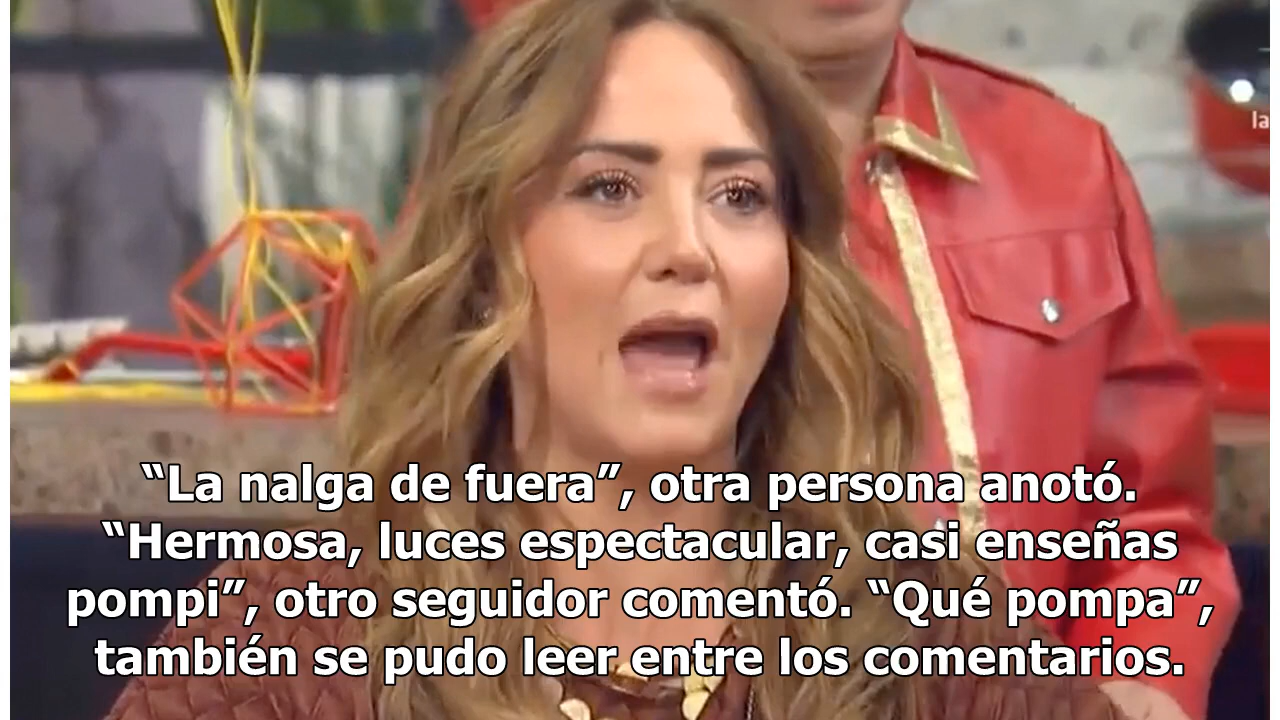 la
“La nalga de fuera”, otra persona anotó.
“Hermosa, luces espectacular, casi enseñas
pompi”, otro seguidor comentó. “Qué pompa”,
también se pudo leer entre los comentarios.